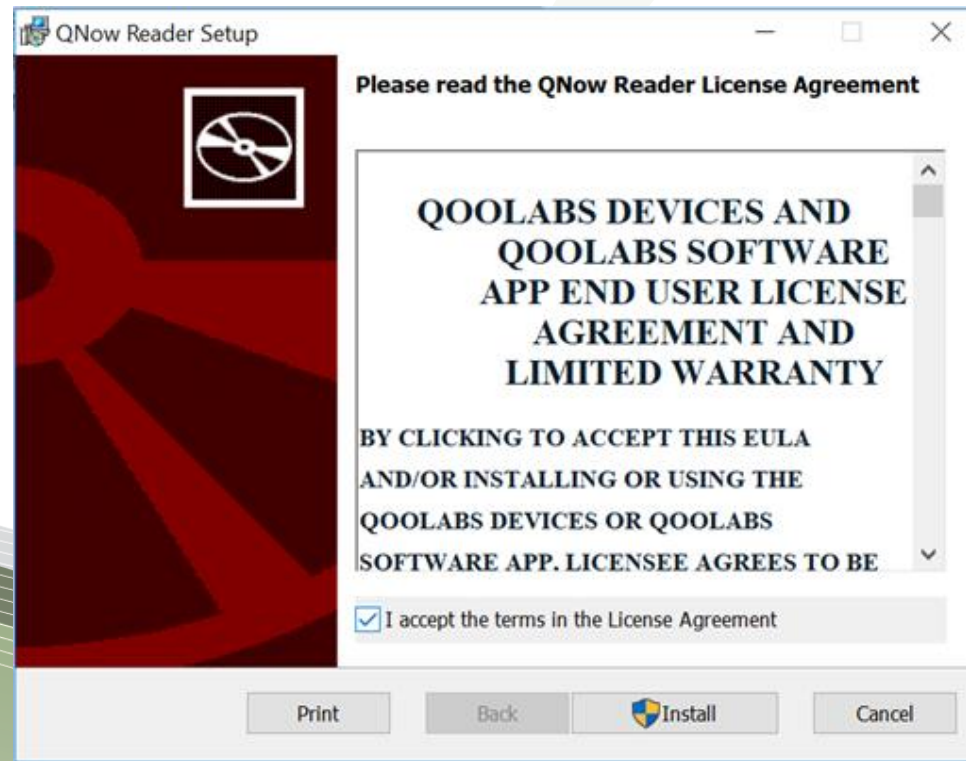 QNow Reader Setup
Please read the QNow Reader License Agreement
QOOLABS DEVICES AND
QOOLABS SOFTWARE
APP END USER LICENSE
AGREEMENT AND
LIMITED WARRANTY
BY CLICKING TO ACCEPT THIS EULA
AND/OR INSTALLING OR USING THE
QOOLABS DEVICES OR QOOLABS
SOFTWARE APP. LICENSEE AGREES TO BE
I accept the terms in the License Agreement
Print Back Install Cancel